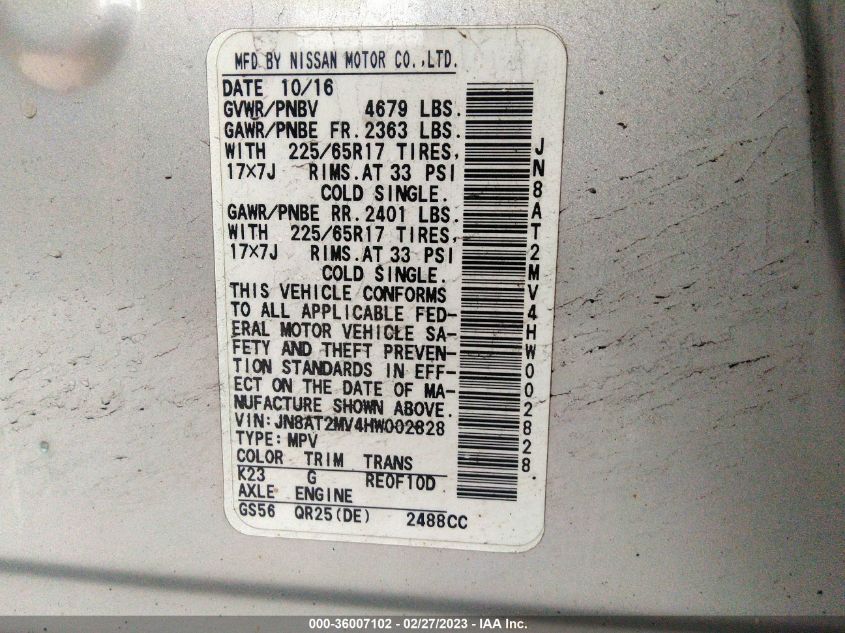 MFD BY NISSAN MOTOR CO.,LTD.
DATE 10/16
GVWR/PNBV 4679 LBS.
GAWR/PNBE FR. 2363 LBS.
WITH 225/65R17 TIRES,
17×7J RIMS. AT 33 PSI
COLD SINGLE.
GAWR/PNBE RR. 2401 LBS.
WITH 225/65R17 TIRES,
17×7J RIMS. AT 33 PSI
COLD SINGLE.
THIS VEHICLE CONFORMS
TO ALL APPLICABLE FED-
ERAL MOTOR VEHICLE SA-
FETY AND THEFT PREVEN-
TION STANDARDS IN EFF-
ECT ON THE DATE OF MA-
NUFACTURE SHOWN ABOVE.
VIN:JN8AT2MV4HW002828
TYPE:MPV
COLOR TRIM TRANS
K23 G RE0F10D
AXLE ENGINE
GS56 QR25(DE) 2488CC
JN8AT2MV4HW002828
000-36007102 - 02/27/2023 - IAA Inc.